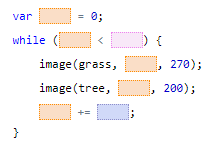 var = 0;
while ( < ) {
image(grass, , 270);
image(tree, , 200);
+= ;
}